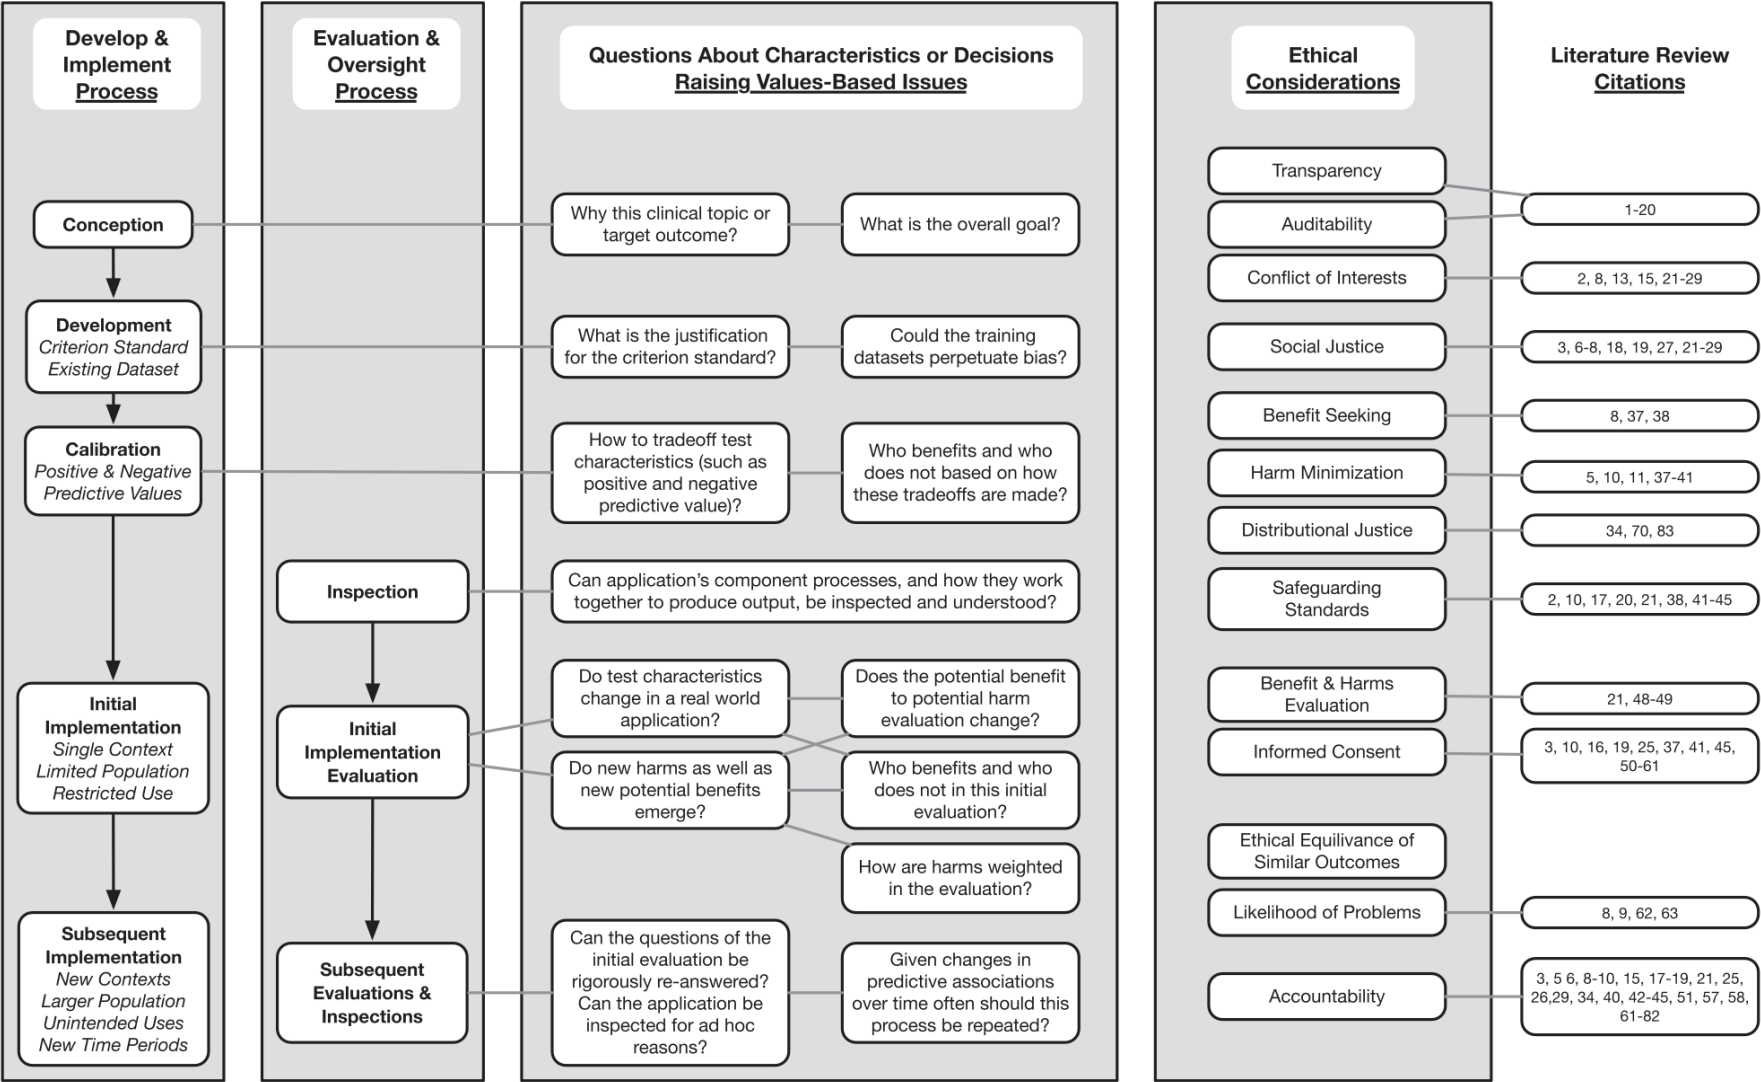 Develop &
Implement
Process
Conception
Development
Criterion Standard
Existing Dataset
Calibration
Positive & Negative
Predictive Values
Initial
Implementation
Single Context
Limited Population
Restricted Use
Subsequent
Implementation
New Contexts
Larger Population
Unintended Uses
New Time Periods
Evaluation &
Oversight
Process
Inspection
Initial
Implementation
Evaluation
Subsequent
Evaluations &
Inspections
Questions About Characteristics or Decisions
Raising Values-Based Issues
Why this clinical topic or
target outcome?
What is the overall goal?
What is the justification
for the criterion standard?
Could the training
datasets perpetuate bias?
How to tradeoff test
characteristics (such as
positive and negative
predictive value)?
Who benefits and who
does not based on how
these tradeoffs are made?
Can application’s component processes, and how they work
together to produce output, be inspected and understood?
Do test characteristics
change in a real world
application?
Does the potential benefit
to potential harm
evaluation change?
Do new harms as well as
new potential benefits
emerge?
Who benefits and who
does not in this initial
evaluation?
How are harms weighted
in the evaluation?
Can the questions of the
initial evaluation be
rigorously re-answered?
Can the application be
inspected for ad hoc
reasons?
Given changes in
predictive associations
over time often should this
process be repeated?
Ethical
Considerations
Transparency
Auditability
Conflict of Interests
Social Justice
Benefit Seeking
Harm Minimization
Distributional Justice
Safeguarding
Standards
Benefit & Harms
Evaluation
Informed Consent
Ethical Equilivance of
Similar Outcomes
Likelihood of Problems
Accountability
Literature Review
Citations
1-20
2, 8, 13, 15, 21-29
3, 6-8, 18, 19, 27, 21-29
8, 37, 38
5, 10, 11, 37-41
34, 70, 83
2, 10, 17, 20, 21, 38, 41-45
21, 48-49
3, 10, 16, 19, 25, 37, 41, 45,
50-61
8, 9, 62, 63
3, 5 6, 8-10, 15, 17-19, 21, 25,
26,29, 34, 40, 42-45, 51, 57, 58,
61-82